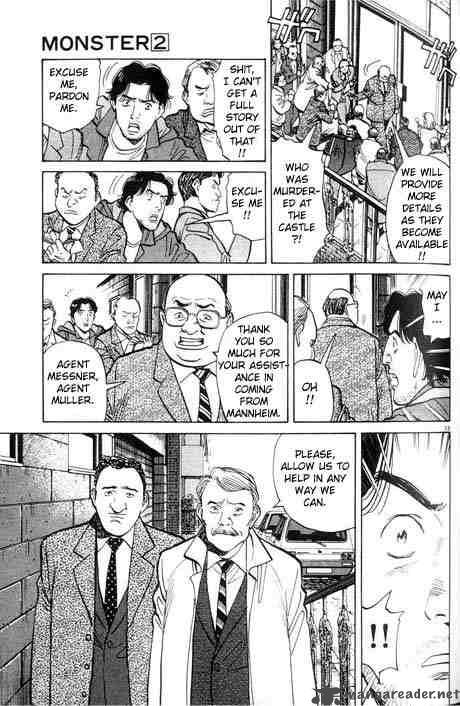 MONSTER 2
WE WILL
PROVIDE
MORE
DETAILS
AS THEY
BECOME
AVAILABLE
!!
WHO
WAS
MURDER-
ED AT
THE
CASTLE
?!
SHIT,
I CAN'T
GET A
FULL
STORY
OUT OF
THAT !!
EXCUSE
ME,
PARDON
ME.
EXCU-
SE ME
!!
MAY
I
...
OH
!!
THANK
YOU SO
MUCH FOR
YOUR ASSIST-
ANCE IN
COMING
FROM
MANNHEIM.
AGENT
MESSNER,
AGENT
MULLER.
!!
PLEASE,
ALLOW US
TO HELP
IN ANY
WAY WE
CAN.
mangareader.net